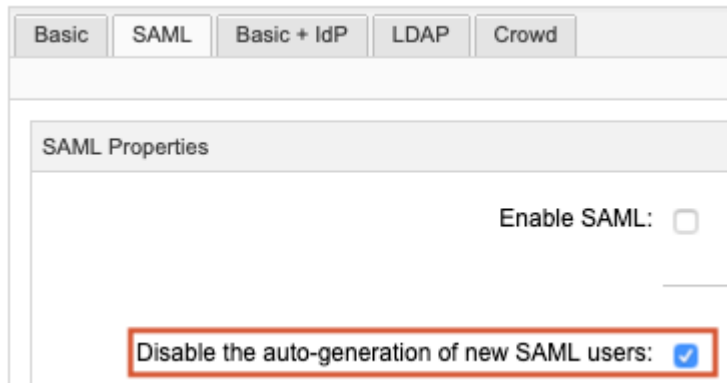 Basic SAML Basic + IdP LDAP Crowd
SAML Properties
Enable SAML:
Disable the auto-generation of new SAML users: